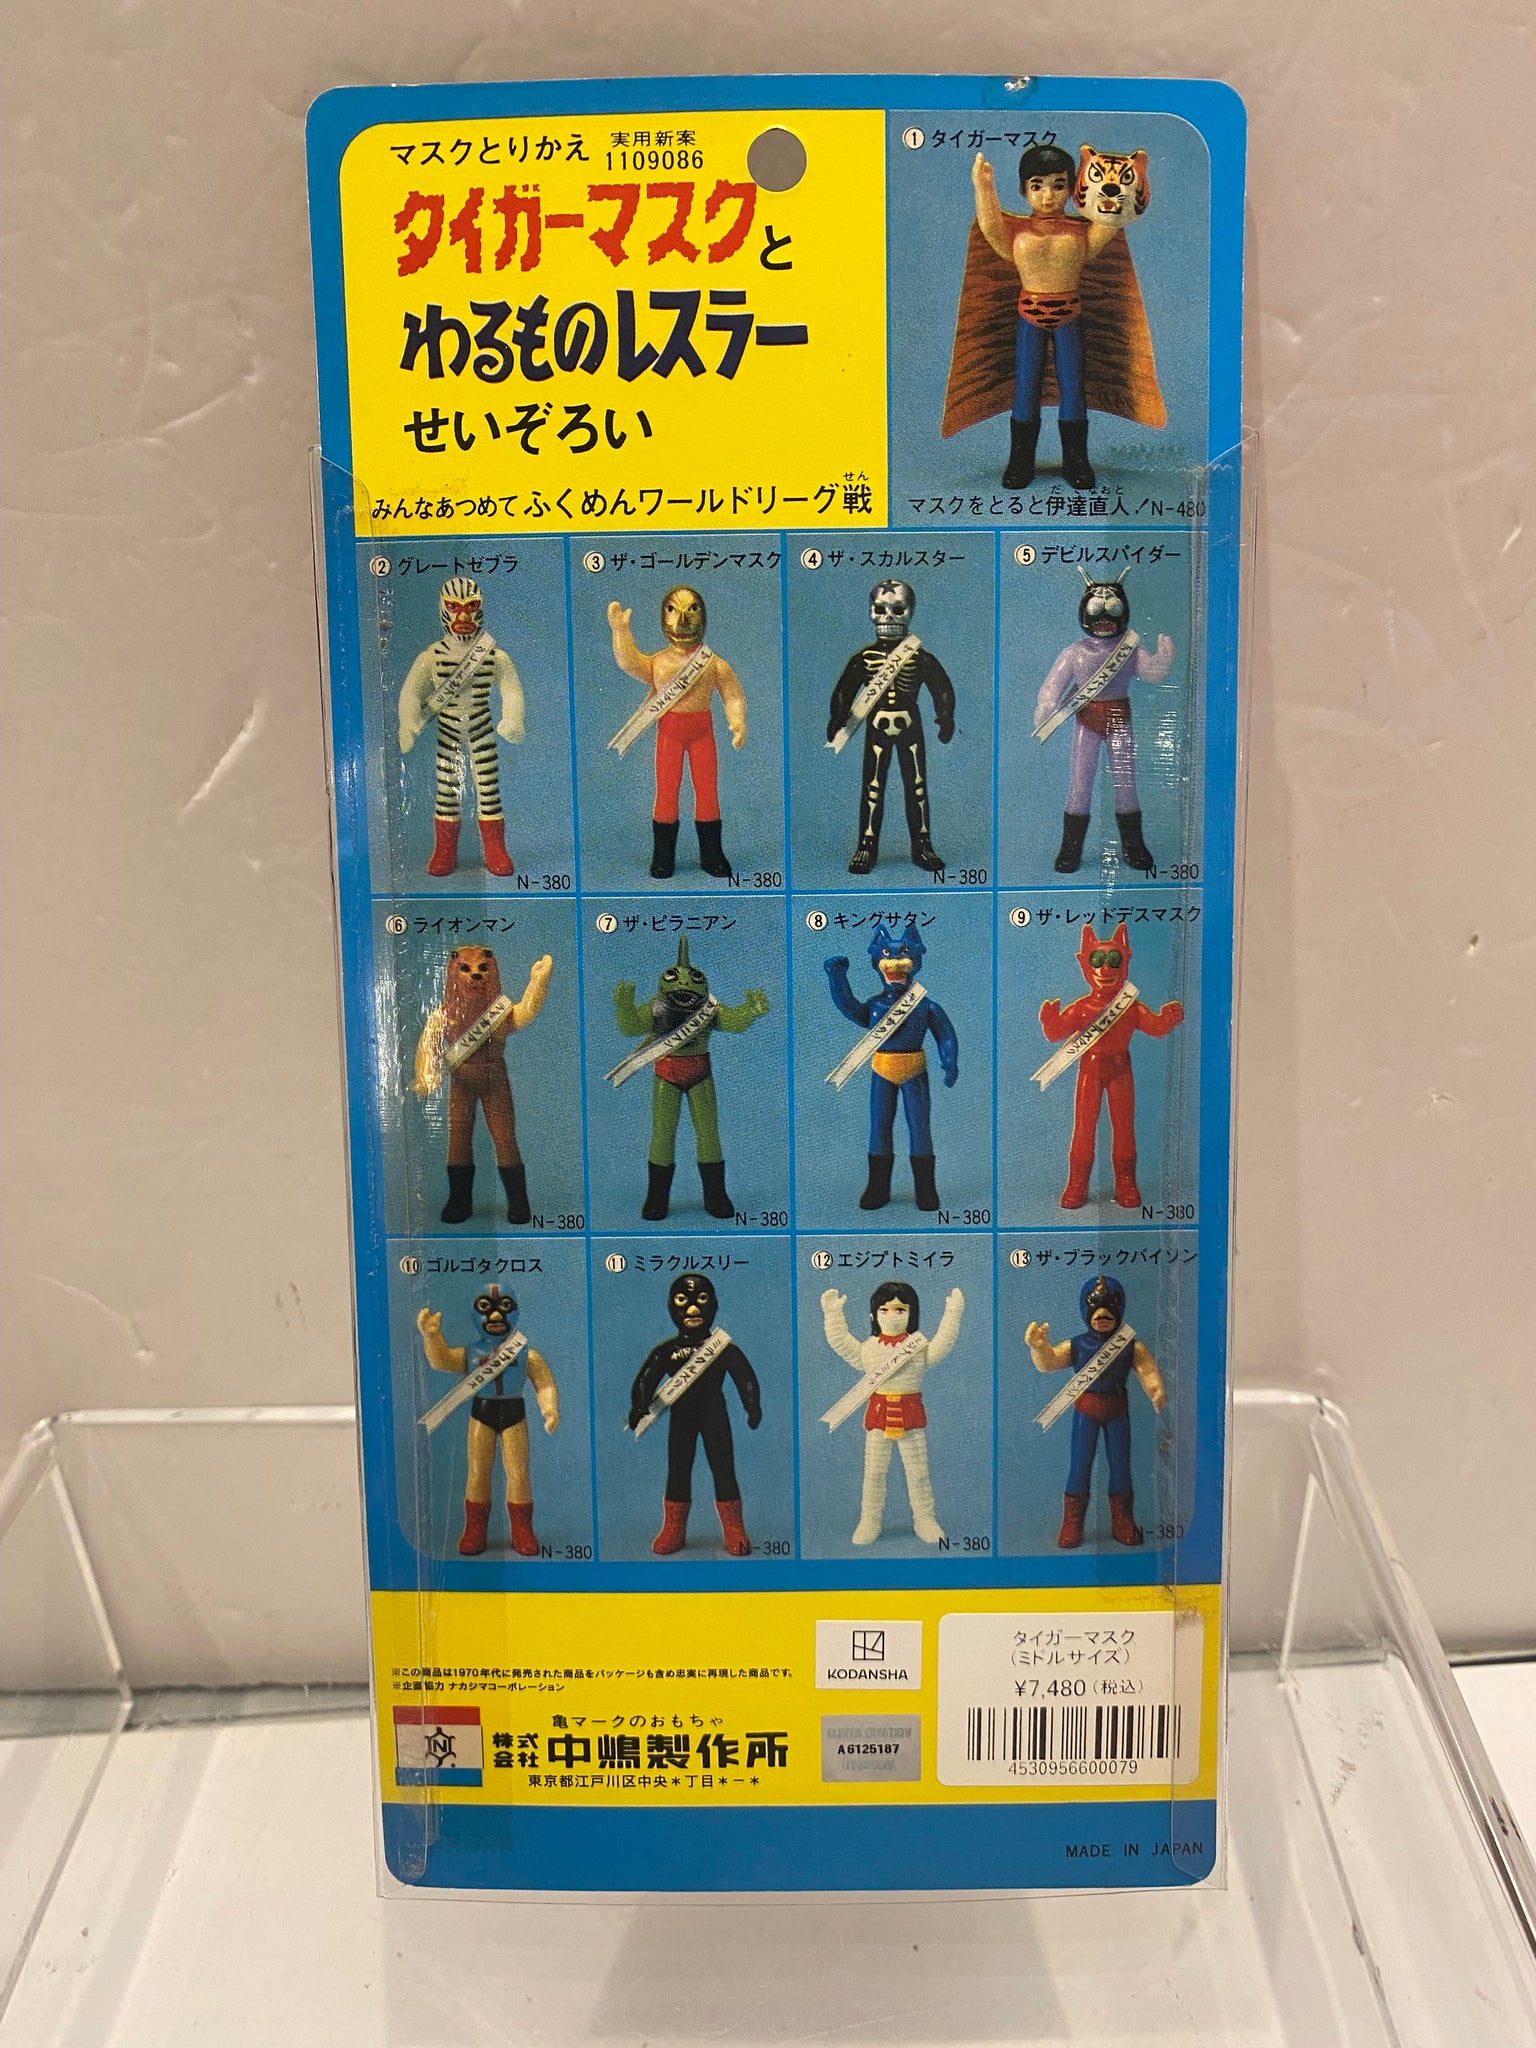 マスクとりかえ
実用新案
1109086
タイガーマスクと
わるものレスラー
せいぞろい
みんなあつめてふくめんワールドリーグ戦
せん
① タイガーマスク
マスクをとると伊達直人！N-480
② グレートゼブラ
N-380
③ ザ・ゴールデンマスク
N-380
④ ザ・スカルスター
N-380
⑤ デビルスパイダー
N-380
⑥ ライオンマン
N-380
⑦ ザ・ピラニアン
N-380
⑧ キングサタン
N-380
⑨ ザ・レッドデスマスク
N-380
⑩ ゴルゴタクロス
N-380
⑪ ミラクルスリー
N-380
⑫ エジプトミイラ
N-380
⑬ ザ・ブラックバイソン
N-380
※この商品は1970年代に発売された商品をパッケージも含め忠実に再現した商品です。
※企画協力 ナカジマコーポレーション
N
亀マークのおもちゃ
株式会社 中嶋製作所
東京都江戸川区中央＊丁目＊－＊
KODANSHA
A6125187
タイガーマスク
（ミドルサイズ）
¥7,480（税込）
4530956600079
MADE IN JAPAN